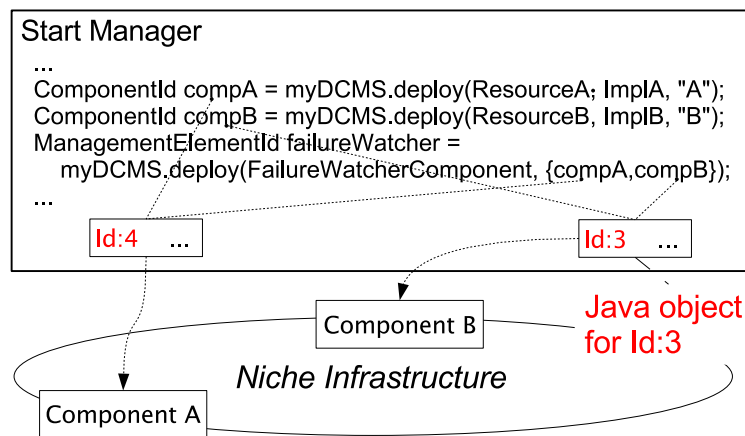 Start Manager
...
ComponentId compA = myDCMS.deploy(ResourceA, ImplA, "A");
ComponentId compB = myDCMS.deploy(ResourceB, ImplB, "B");
ManagementElementId failureWatcher =
myDCMS.deploy(FailureWatcherComponent, {compA,compB});
...
Id:4 ...
Id:3 ...
Java object
for Id:3
Component B
Niche Infrastructure
Component A